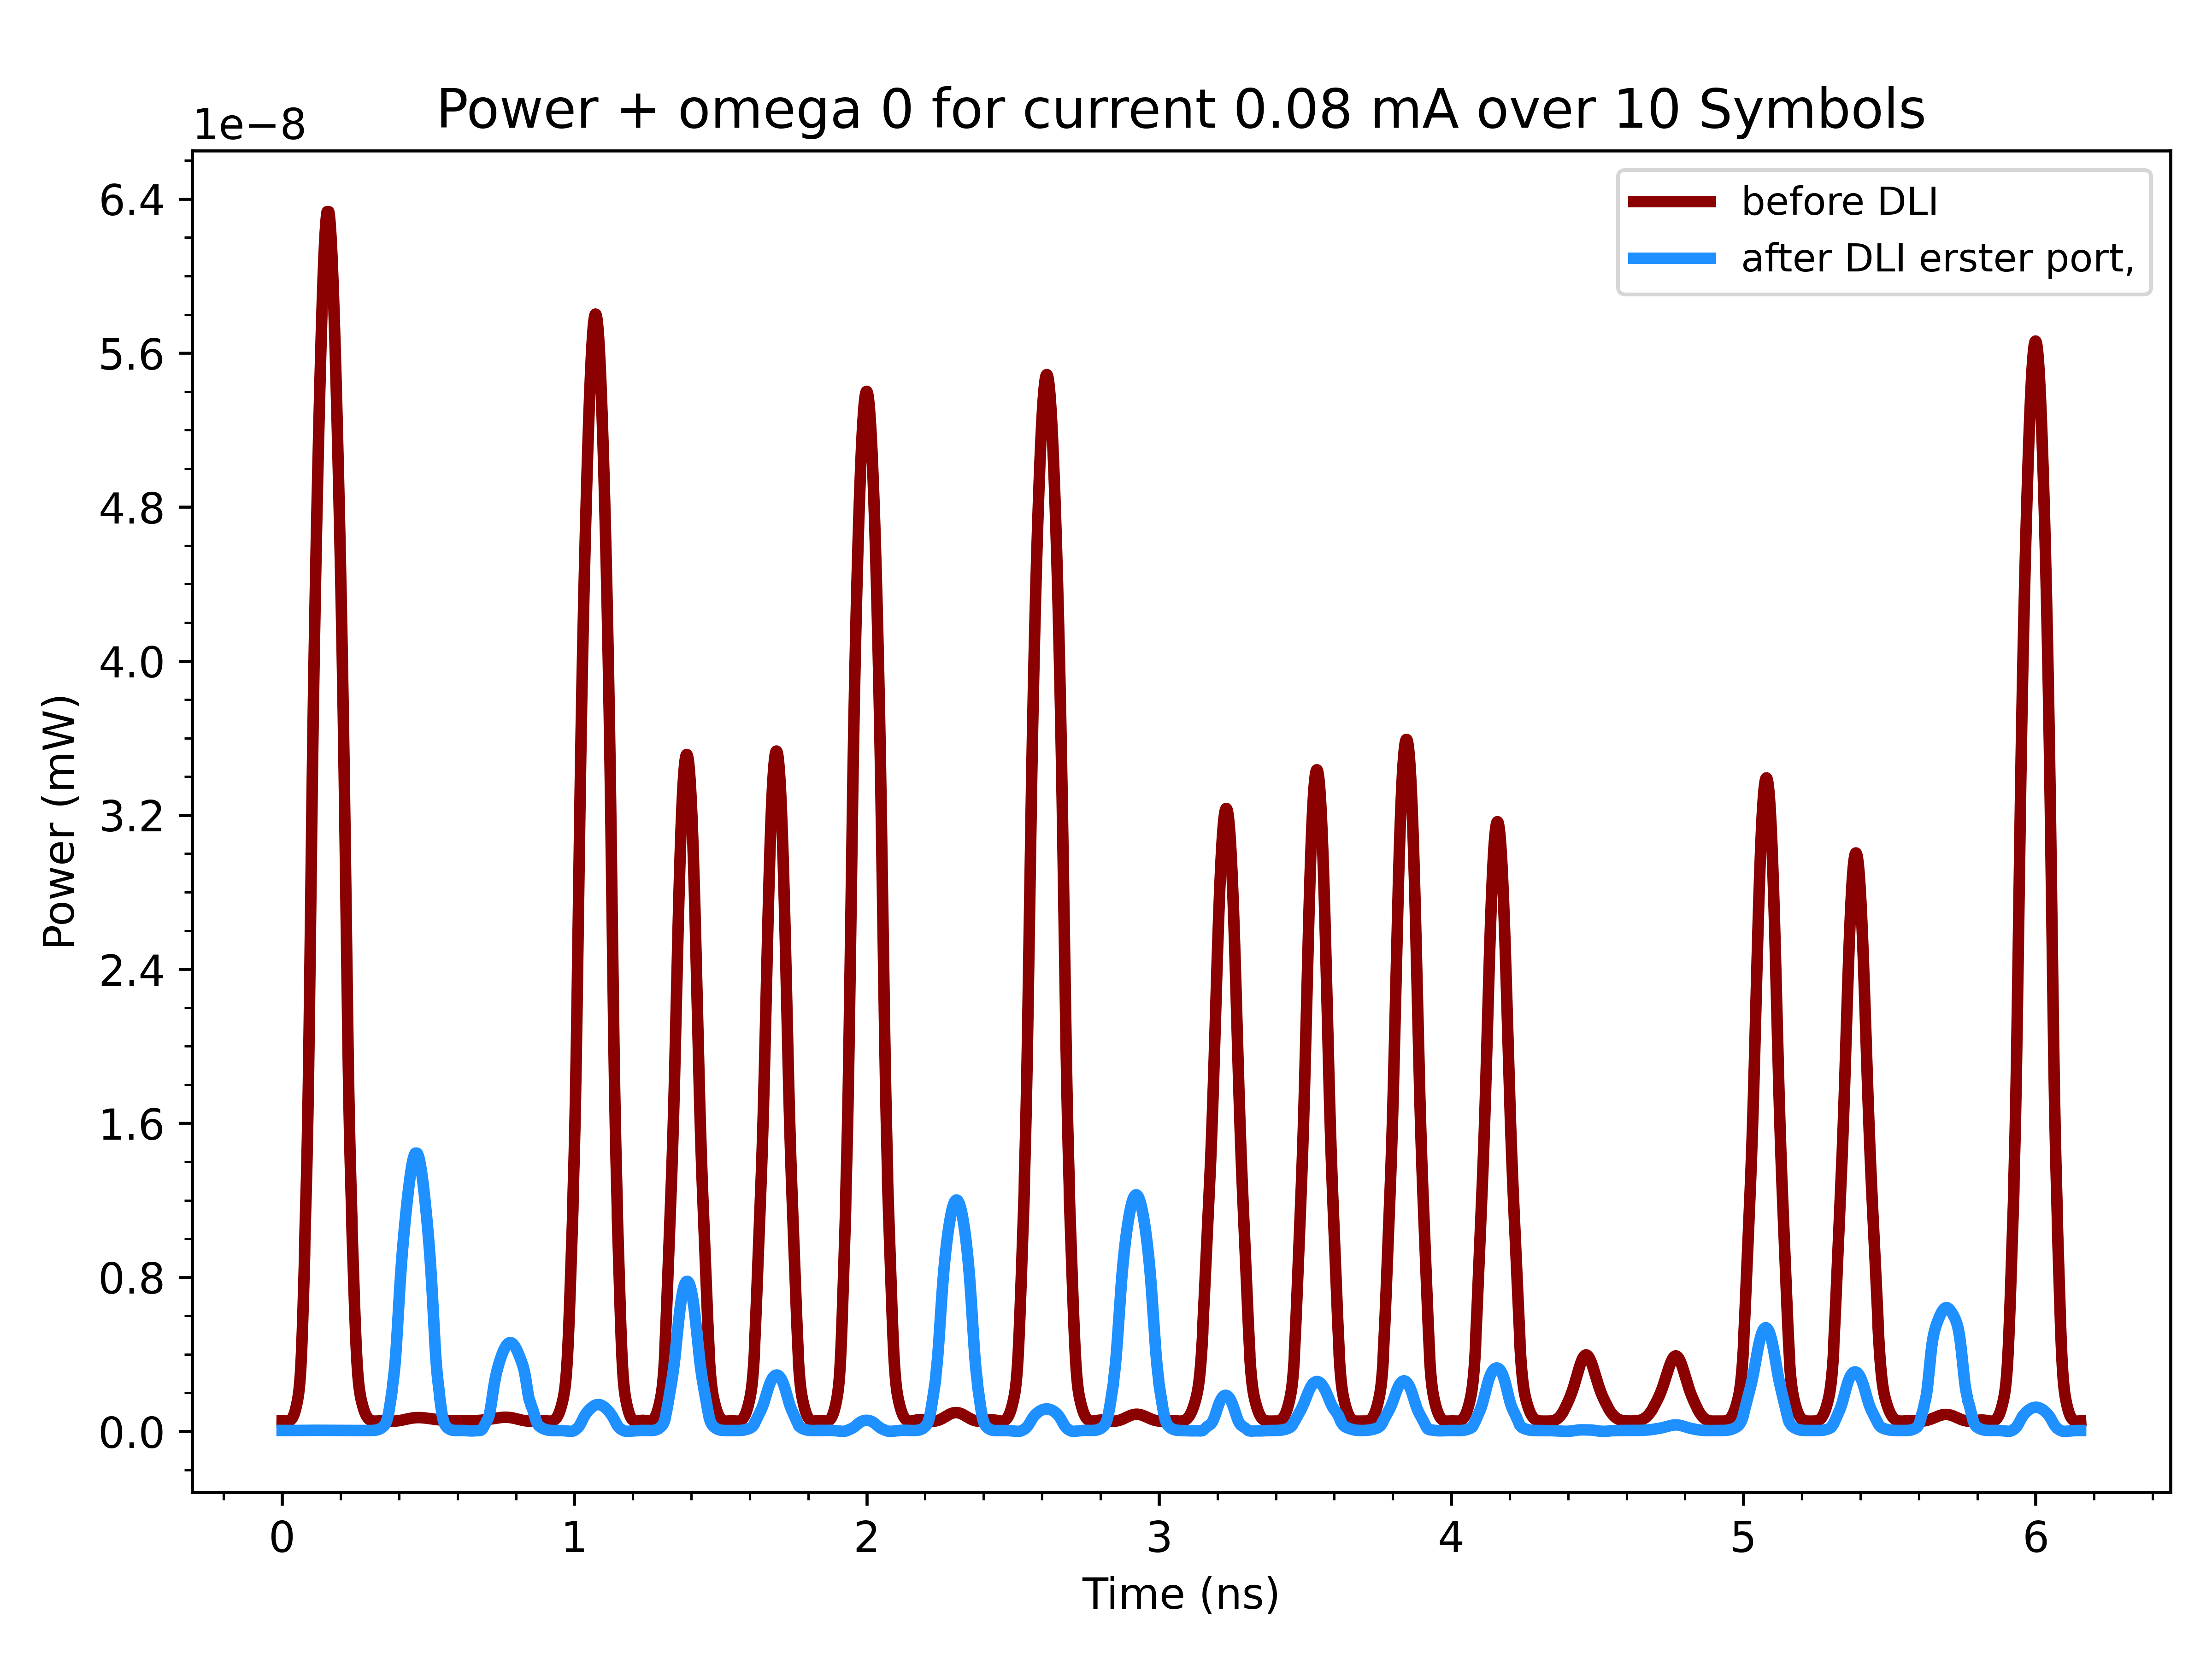 Power + omega 0 for current 0.08 mA over 10 Symbols
1e−8
before DLI
after DLI erster port,
6.4
5.6
4.8
4.0
3.2
2.4
1.6
0.8
0.0
Power (mW)
0 1 2 3 4 5 6
Time (ns)